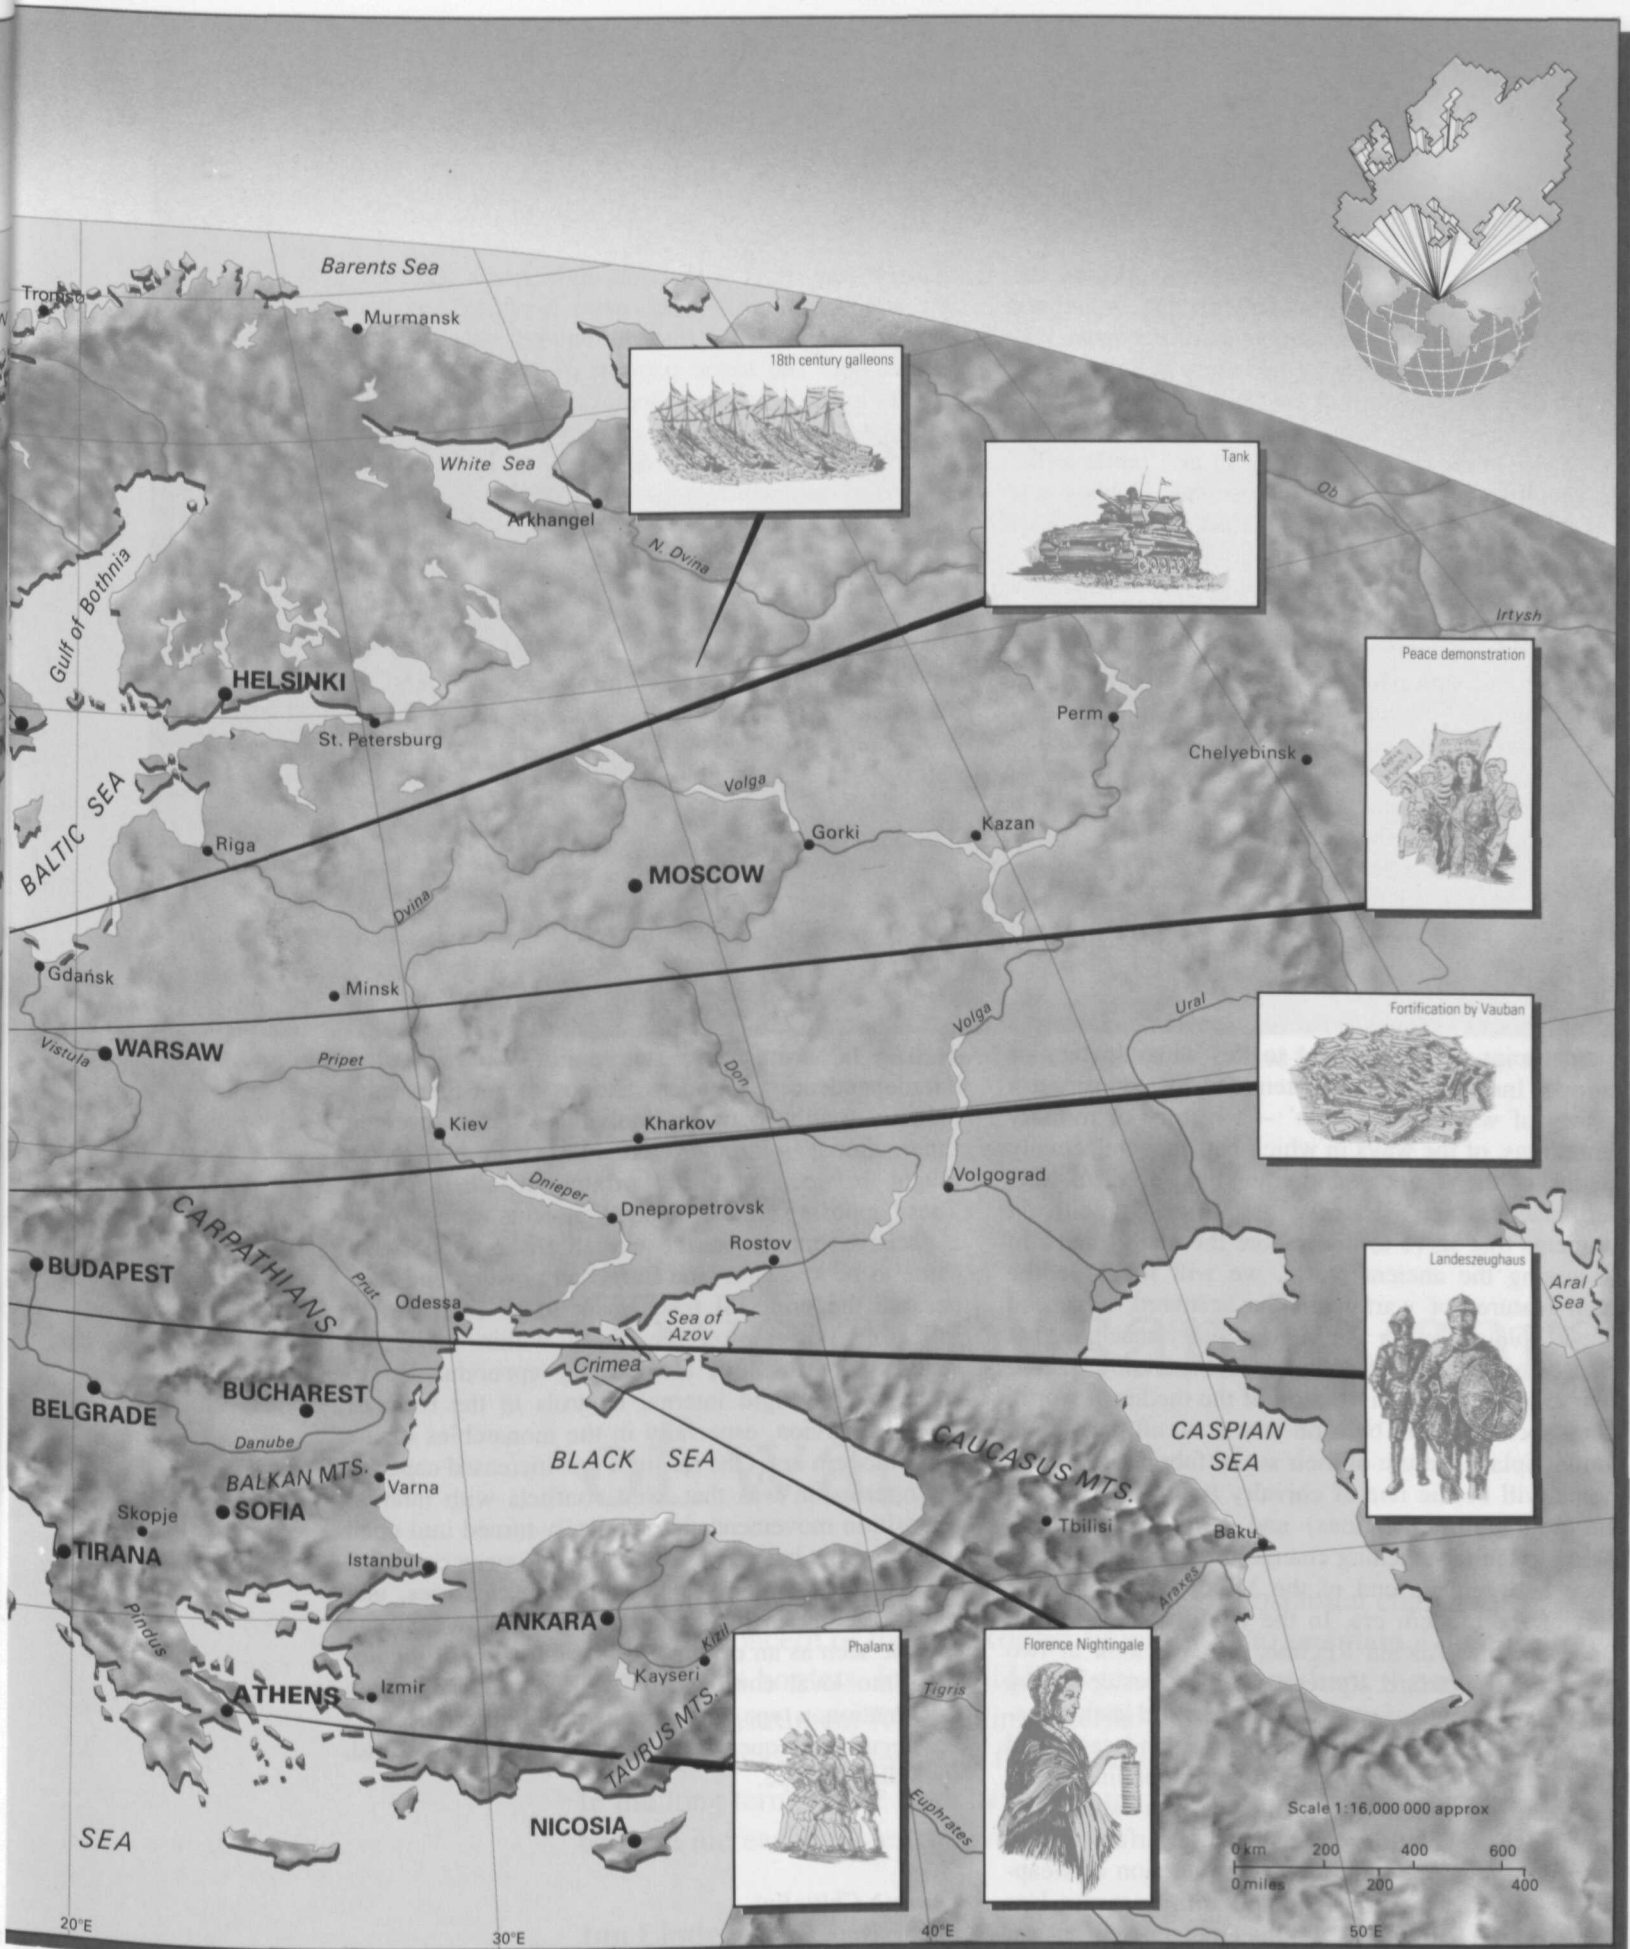 Barents Sea
Tromsø
Murmansk
18th century galleons
White Sea
Arkhangel
N. Dvina
Tank
Ob
Irtysh
Gulf of Bothnia
HELSINKI
St. Petersburg
Peace demonstration
Perm
Chelyebinsk
BALTIC SEA
Volga
Riga
Gorki
Kazan
MOSCOW
Dvina
Gdańsk
Minsk
Volga
Ural
Fortification by Vauban
Vistula
WARSAW
Pripet
Don
Kiev
Kharkov
Volgograd
Dnieper
Dnepropetrovsk
CARPATHIANS
Rostov
BUDAPEST
Prut
Landeszeughaus
Aral
Sea
Odessa
Sea of
Azov
Crimea
BUCHAREST
BELGRADE
Danube
BLACK SEA
CAUCASUS MTS.
CASPIAN
SEA
BALKAN MTS.
Varna
Skopje
SOFIA
Tbilisi
Baku
TIRANA
Istanbul
Araxes
Pindus
ANKARA
Kizil
Phalanx
Florence Nightingale
Kayseri
Izmir
ATHENS
Tigris
TAURUS MTS.
Euphrates
Scale 1:16,000 000 approx
NICOSIA
SEA
0 km 200 400 600
0 miles 200 400
20°E
30°E
40°E
50°E